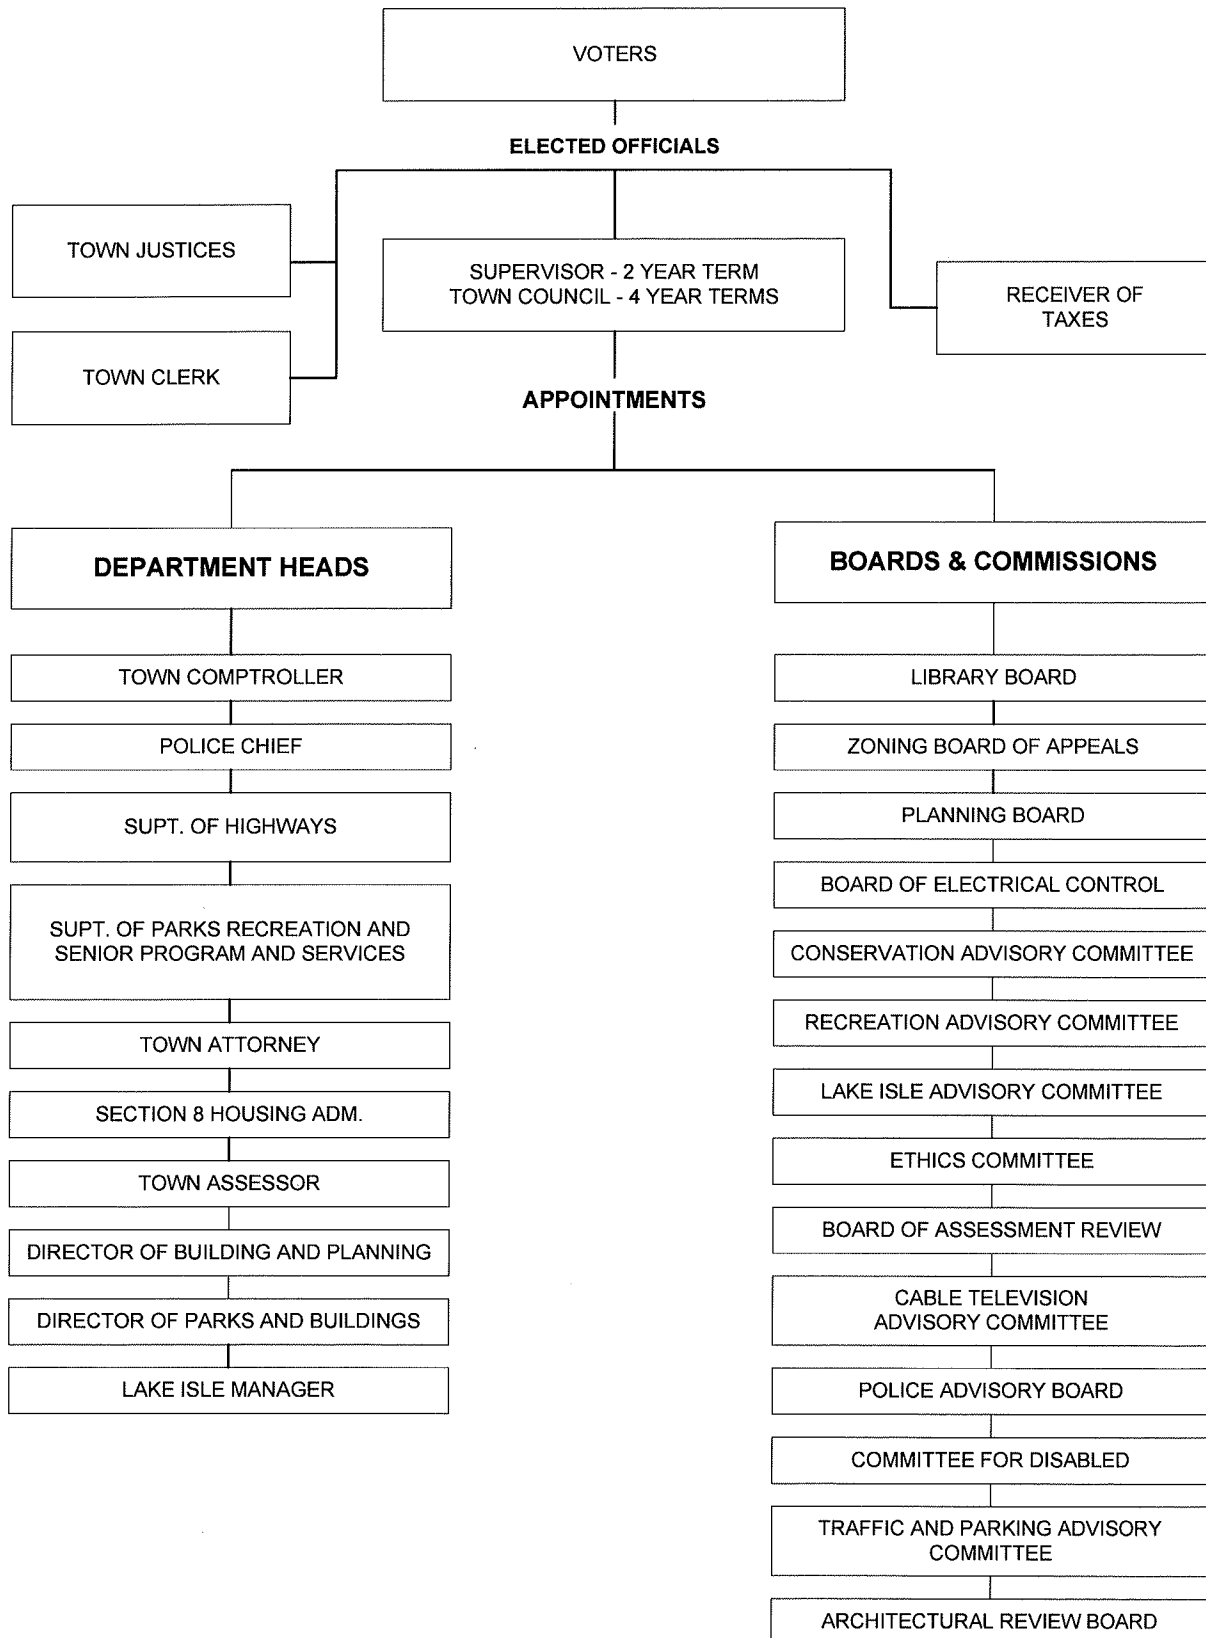 VOTERS
ELECTED OFFICIALS
TOWN JUSTICES
SUPERVISOR - 2 YEAR TERM
TOWN COUNCIL - 4 YEAR TERMS
RECEIVER OF
TAXES
TOWN CLERK
APPOINTMENTS
DEPARTMENT HEADS
TOWN COMPTROLLER
POLICE CHIEF
SUPT. OF HIGHWAYS
SUPT. OF PARKS RECREATION AND
SENIOR PROGRAM AND SERVICES
TOWN ATTORNEY
SECTION 8 HOUSING ADM.
TOWN ASSESSOR
DIRECTOR OF BUILDING AND PLANNING
DIRECTOR OF PARKS AND BUILDINGS
LAKE ISLE MANAGER
BOARDS & COMMISSIONS
LIBRARY BOARD
ZONING BOARD OF APPEALS
PLANNING BOARD
BOARD OF ELECTRICAL CONTROL
CONSERVATION ADVISORY COMMITTEE
RECREATION ADVISORY COMMITTEE
LAKE ISLE ADVISORY COMMITTEE
ETHICS COMMITTEE
BOARD OF ASSESSMENT REVIEW
CABLE TELEVISION
ADVISORY COMMITTEE
POLICE ADVISORY BOARD
COMMITTEE FOR DISABLED
TRAFFIC AND PARKING ADVISORY
COMMITTEE
ARCHITECTURAL REVIEW BOARD